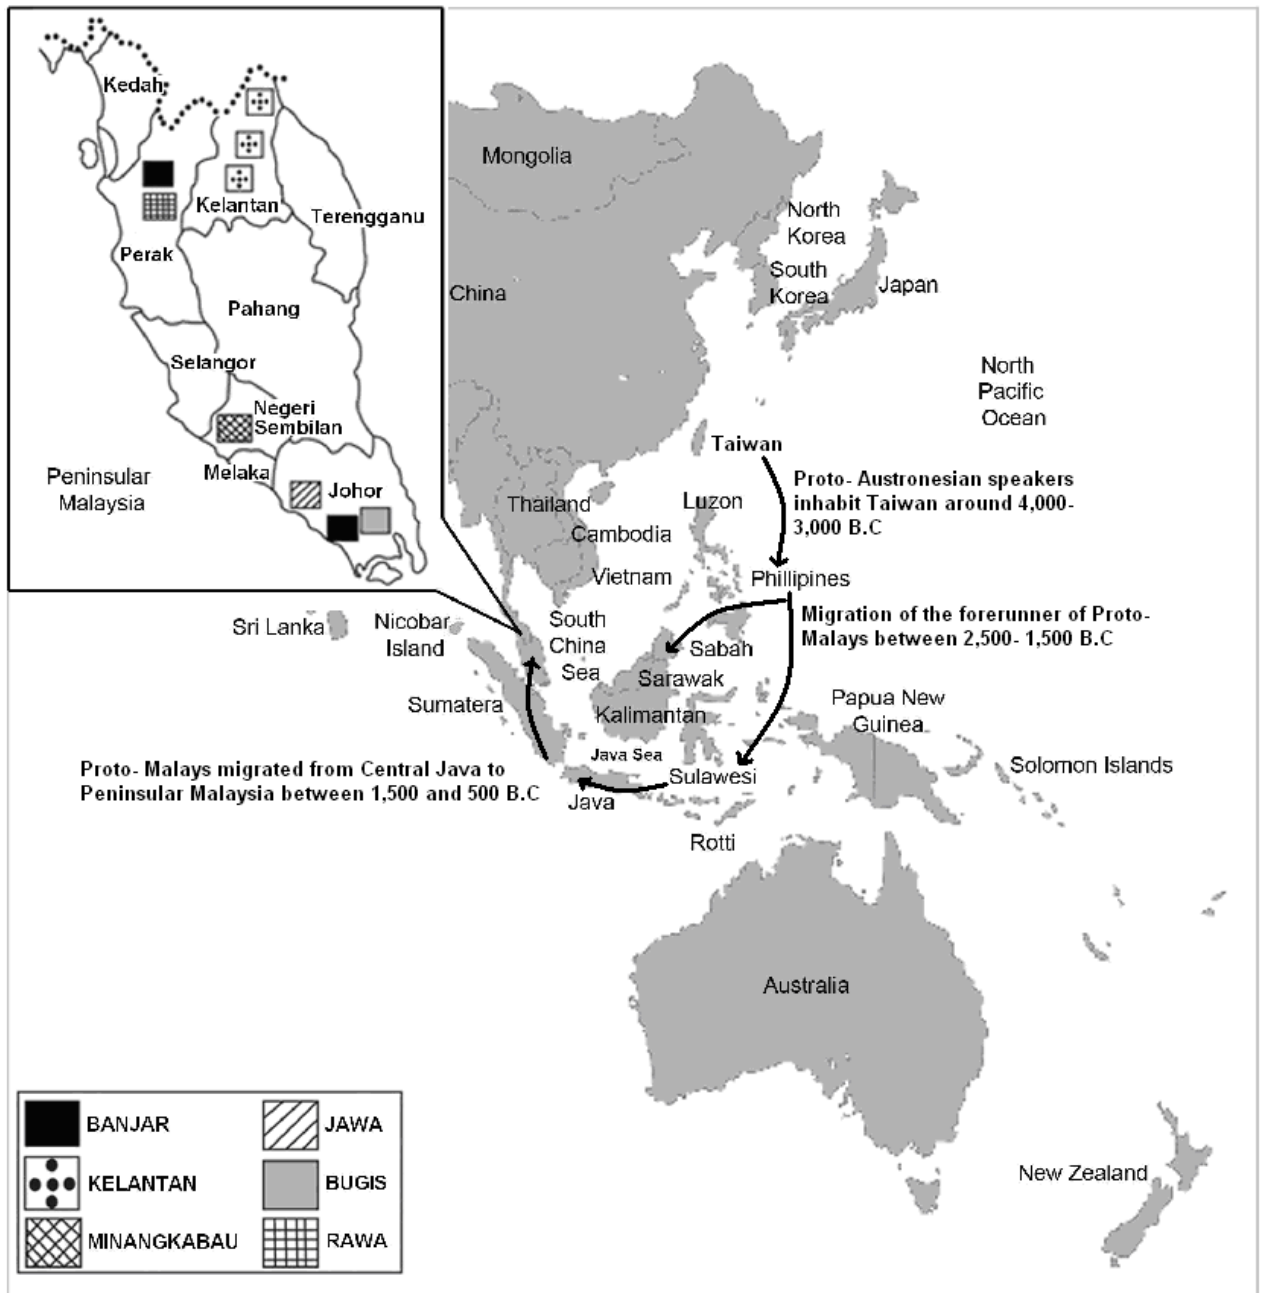 Kedah
Kelantan
Terengganu
Perak
Pahang
Selangor
Negeri
Sembilan
Melaka
Johor
Peninsular
Malaysia
Mongolia
North
Korea
South
Korea
Japan
China
North
Pacific
Ocean
Taiwan
Proto- Austronesian speakers
inhabit Taiwan around 4,000-
3,000 B.C
Luzon
Thailand
Cambodia
Vietnam
Phillipines
Migration of the forerunner of Proto-
Malays between 2,500- 1,500 B.C
Sri Lanka
Nicobar
Island
South
China
Sea
Sabah
Sarawak
Sumatera
Kalimantan
Papua New
Guinea
Java Sea
Solomon Islands
Proto- Malays migrated from Central Java to
Peninsular Malaysia between 1,500 and 500 B.C
Sulawesi
Java
Rotti
Australia
New Zealand
BANJAR
JAWA
KELANTAN
BUGIS
MINANGKABAU
RAWA